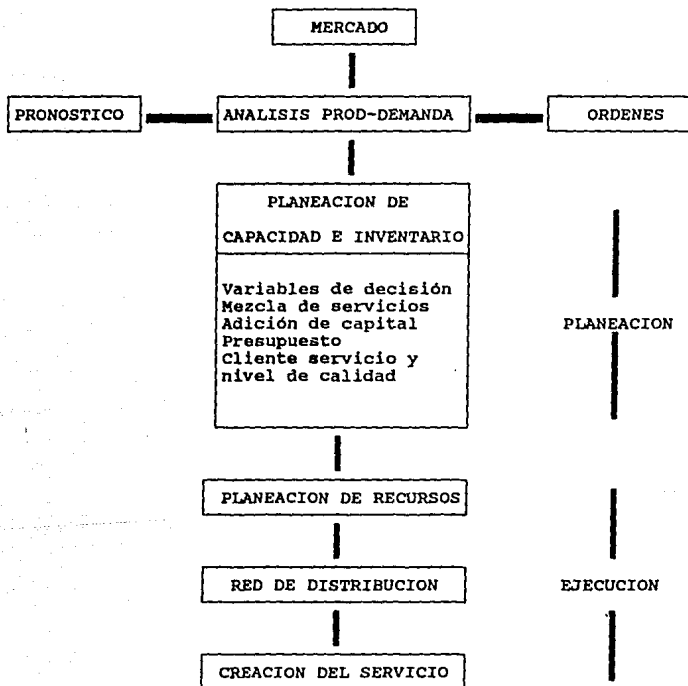 MERCADO
PRONOSTICO
ANALISIS PROD-DEMANDA
ORDENES
PLANEACION DE
CAPACIDAD E INVENTARIO
Variables de decisión
Mezcla de servicios
Adición de capital
Presupuesto
Cliente servicio y
nivel de calidad
PLANEACION
PLANEACION DE RECURSOS
RED DE DISTRIBUCION
EJECUCION
CREACION DEL SERVICIO